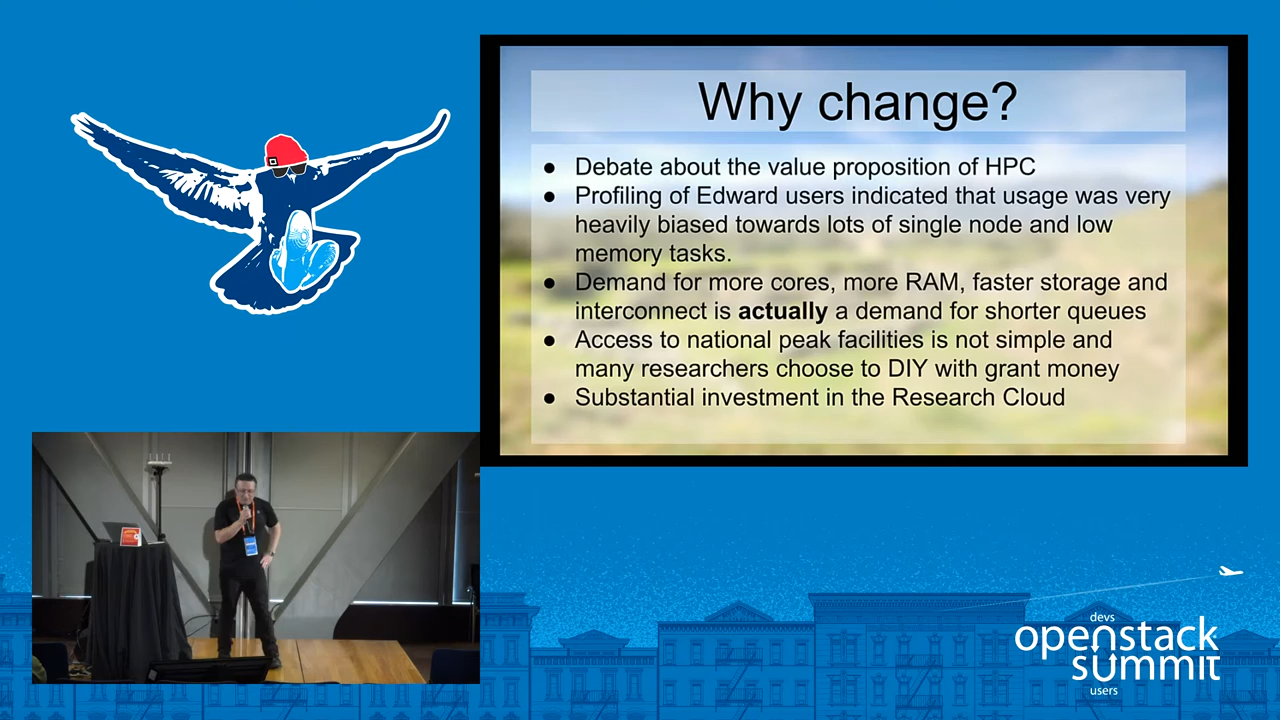 Why change?
● Debate about the value proposition of HPC
● Profiling of Edward users indicated that usage was very
heavily biased towards lots of single node and low
memory tasks.
● Demand for more cores, more RAM, faster storage and
interconnect is actually a demand for shorter queues
● Access to national peak facilities is not simple and
many researchers choose to DIY with grant money
● Substantial investment in the Research Cloud
devs
openstack
summit
users